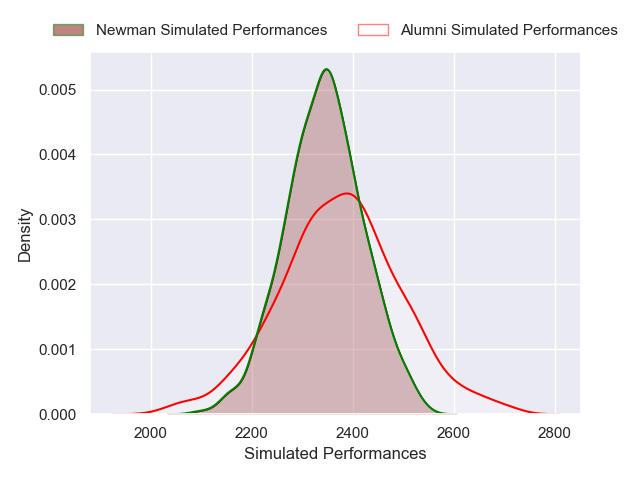 Newman Simulated Performances
Alumni Simulated Performances
Density
0.005
0.004
0.003
0.002
0.001
0.000
2000
2200
2400
2600
2800
Simulated Performances